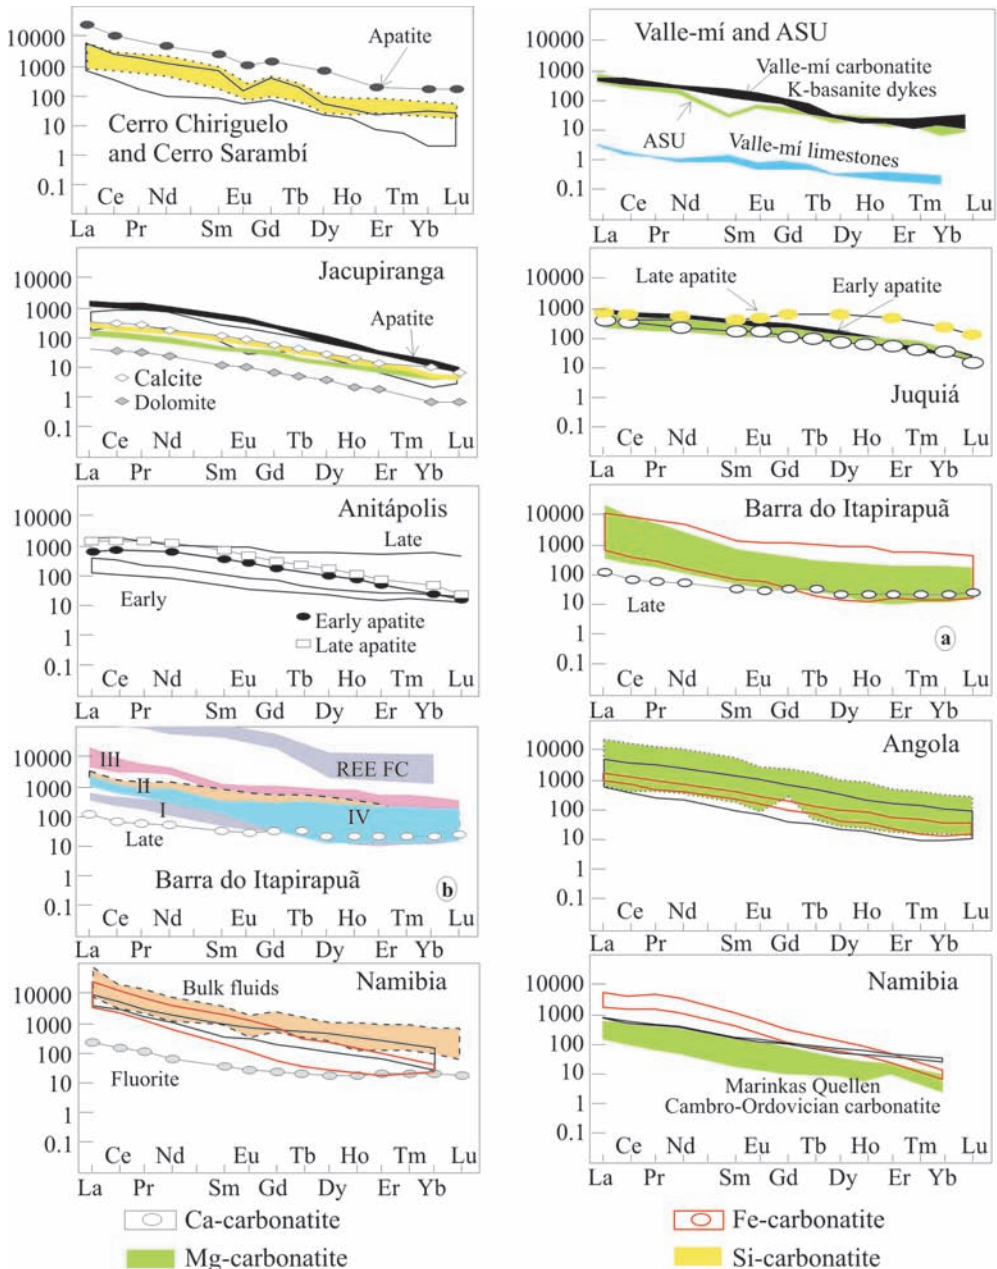 10000
1000
100
10
1
0.1
Apatite
Cerro Chiriguelo
and Cerro Sarambí
Ce Nd Eu Tb Ho Tm Lu
La Pr Sm Gd Dy Er Yb
10000
1000
100
10
1
0.1
Valle-mí and ASU
Valle-mí carbonatite
K-basanite dykes
ASU
Valle-mí limestones
Ce Nd Eu Tb Ho Tm Lu
La Pr Sm Gd Dy Er Yb
10000
1000
100
10
1
0.1
Jacupiranga
Apatite
Calcite
Dolomite
Ce Nd Eu Tb Ho Tm Lu
La Pr Sm Gd Dy Er Yb
10000
1000
100
10
1
0.1
Late apatite
Early apatite
Juquiá
Ce Nd Eu Tb Ho Tm Lu
La Pr Sm Gd Dy Er Yb
10000
1000
100
10
1
0.1
Anitápolis
Late
Early
Early apatite
Late apatite
Ce Nd Eu Tb Ho Tm Lu
La Pr Sm Gd Dy Er Yb
10000
1000
100
10
1
0.1
Barra do Itapirapuã
Late
a
Ce Nd Eu Tb Ho Tm Lu
La Pr Sm Gd Dy Er Yb
10000
1000
100
10
1
0.1
III
REE FC
II
I
IV
Late
Barra do Itapirapuã
b
Ce Nd Eu Tb Ho Tm Lu
La Pr Sm Gd Dy Er Yb
10000
1000
100
10
1
0.1
Angola
Ce Nd Eu Tb Ho Tm Lu
La Pr Sm Gd Dy Er Yb
10000
1000
100
10
1
0.1
Namibia
Bulk fluids
Fluorite
Ce Nd Eu Tb Ho Tm Lu
La Pr Sm Gd Dy Er Yb
10000
1000
100
10
1
0.1
Namibia
Marinkas Quellen
Cambro-Ordovician carbonatite
Ce Nd Eu Tb Ho Tm Lu
La Pr Sm Gd Dy Er Yb
Ca-carbonatite
Fe-carbonatite
Mg-carbonatite
Si-carbonatite